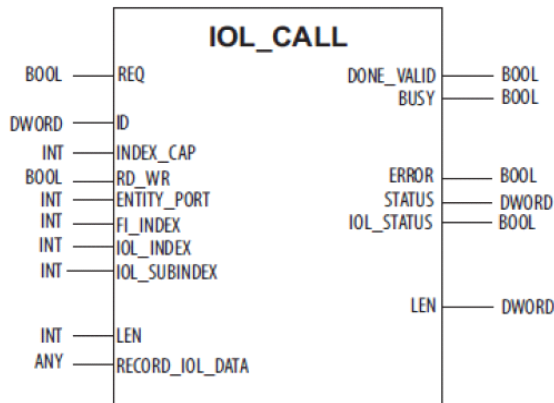 IOL_CALL
BOOL REQ DONE_VALID BOOL
BUSY BOOL
DWORD ID
INT INDEX_CAP
BOOL RD_WR ERROR BOOL
INT ENTITY_PORT STATUS DWORD
INT FI_INDEX IOL_STATUS BOOL
INT IOL_INDEX
INT IOL_SUBINDEX
LEN DWORD
INT LEN
ANY RECORD_IOL_DATA